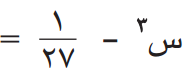 س٣ − ١/٢٧ =